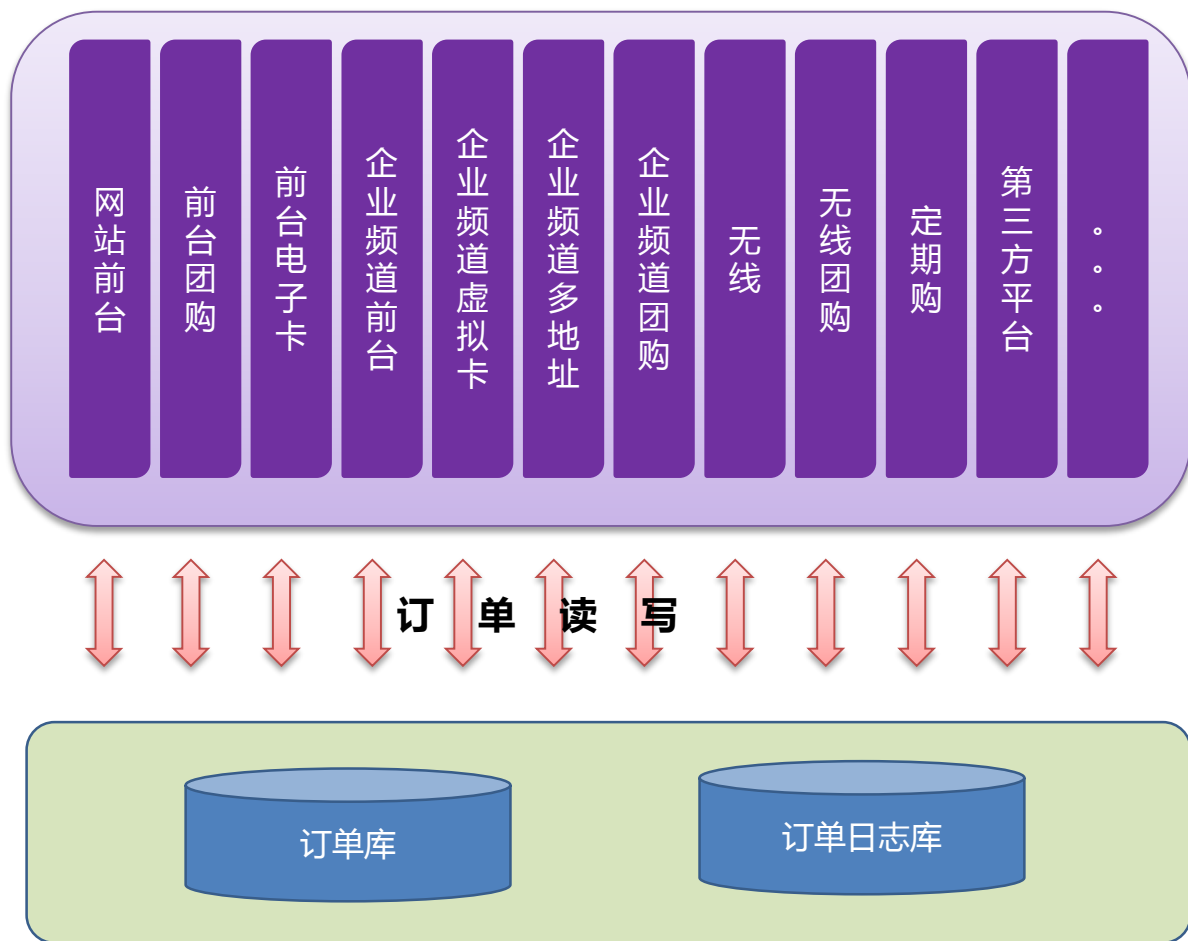 网站前台
前台团购
前台电子卡
企业频道前台
企业频道虚拟卡
企业频道多地址
企业频道团购
无线
无线团购
定期购
第三方平台
。。。
订 单 读 写
订单库
订单日志库